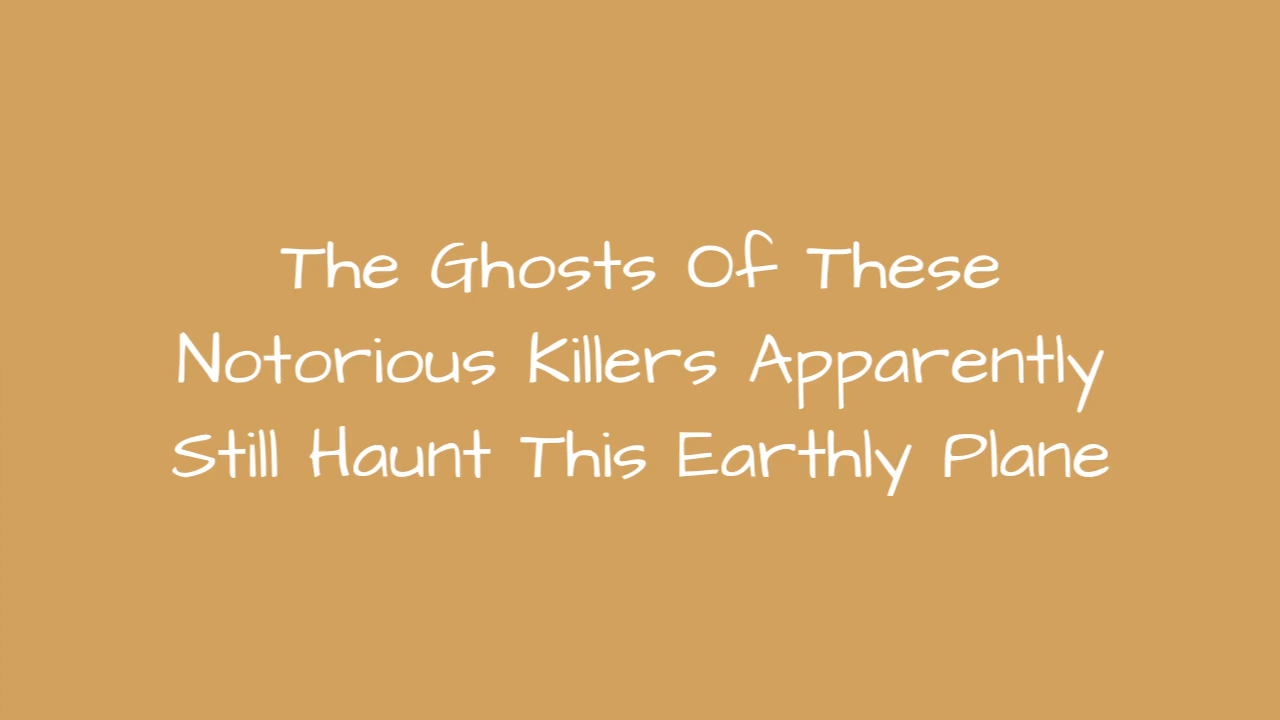 The Ghosts Of These
Notorious Killers Apparently
Still Haunt This Earthly Plane